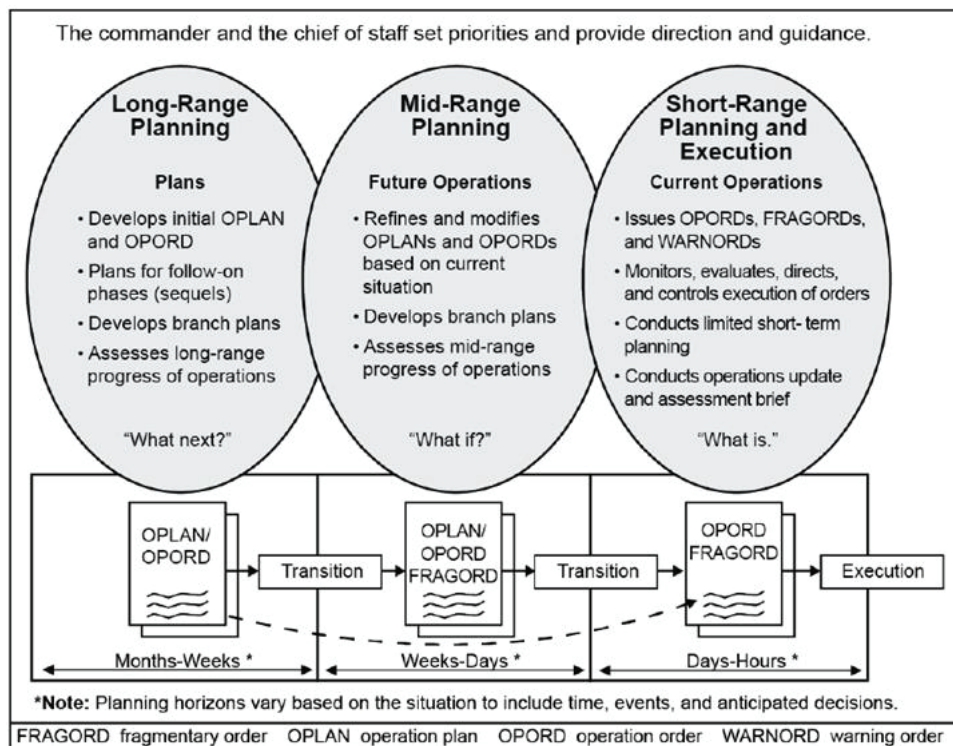 The commander and the chief of staff set priorities and provide direction and guidance.
Long-Range
Planning
Plans
• Develops initial OPLAN
and OPORD
• Plans for follow-on
phases (sequels)
• Develops branch plans
• Assesses long-range
progress of operations
“What next?”
Mid-Range
Planning
Future Operations
• Refines and modifies
OPLANs and OPORDs
based on current
situation
• Develops branch plans
• Assesses mid-range
progress of operations
“What if?”
Short-Range
Planning and
Execution
Current Operations
• Issues OPORDs, FRAGORDs,
and WARNORDs
• Monitors, evaluates, directs,
and controls execution of orders
• Conducts limited short- term
planning
• Conducts operations update
and assessment brief
“What is.”
OPLAN/
OPORD
Transition
OPLAN/
OPORD
FRAGORD
Transition
OPORD
FRAGORD
Execution
Months-Weeks *
Weeks-Days *
Days-Hours *
*Note: Planning horizons vary based on the situation to include time, events, and anticipated decisions.
FRAGORD fragmentary order OPLAN operation plan OPORD operation order WARNORD warning order